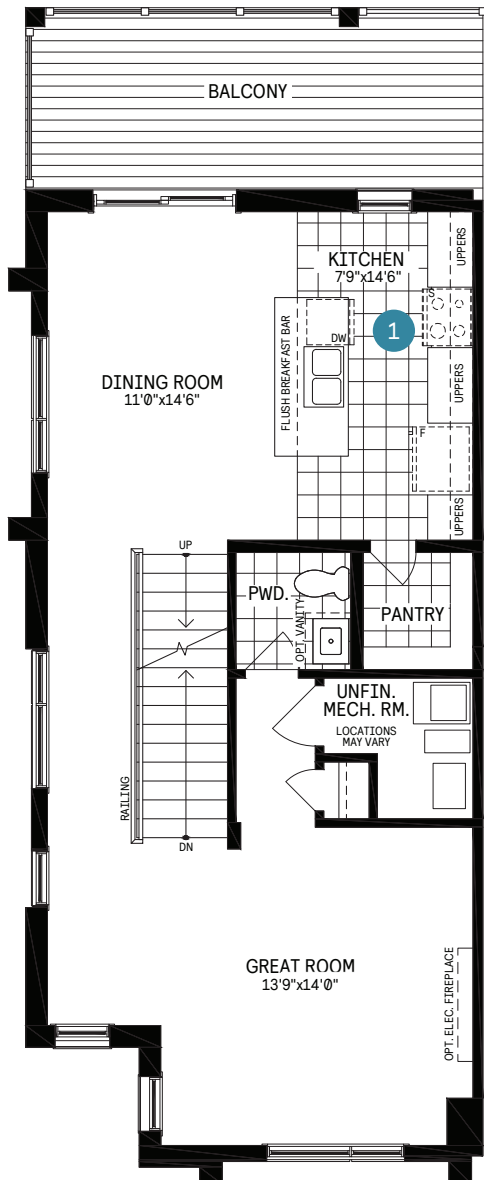 BALCONY
KITCHEN
7'9"x14'6"
UPPERS
S
1
DW
FLUSH BREAKFAST BAR
UPPERS
DINING ROOM
11'0"x14'6"
F
UPPERS
UP
PWD.
OPT. VANITY
PANTRY
UNFIN.
MECH. RM.
LOCATIONS
MAY VARY
RAILING
DN
GREAT ROOM
13'9"x14'0"
OPT. ELEC. FIREPLACE